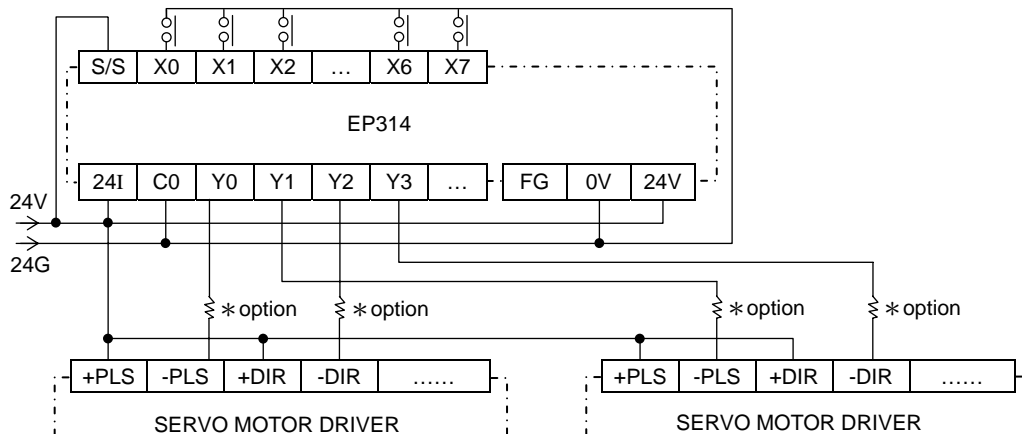 S/S X0 X1 X2 … X6 X7
EP314
24I C0 Y0 Y1 Y2 Y3 … FG 0V 24V
24V
24G
*option *option *option *option
+PLS -PLS +DIR -DIR …… +PLS -PLS +DIR -DIR ……
SERVO MOTOR DRIVER SERVO MOTOR DRIVER